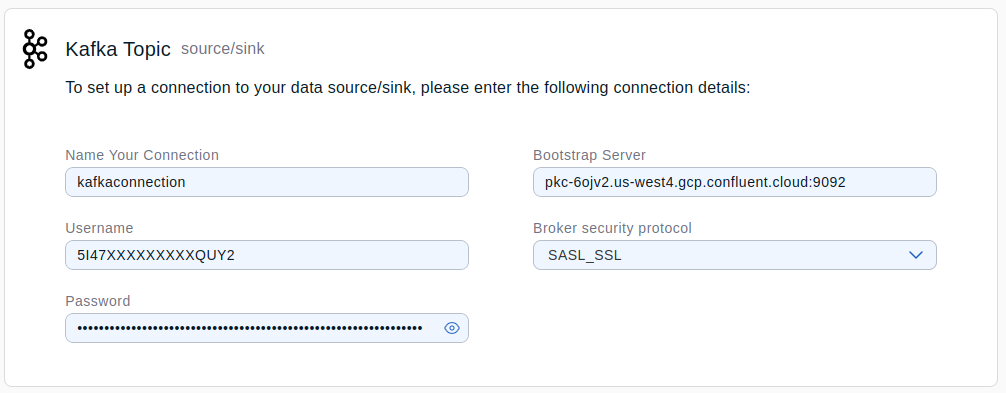 Kafka Topic source/sink
To set up a connection to your data source/sink, please enter the following connection details:
Name Your Connection
kafkaconnection
Bootstrap Server
pkc-6ojv2.us-west4.gcp.confluent.cloud:9092
Username
5I47XXXXXXXXXQUY2
Broker security protocol
SASL_SSL
Password